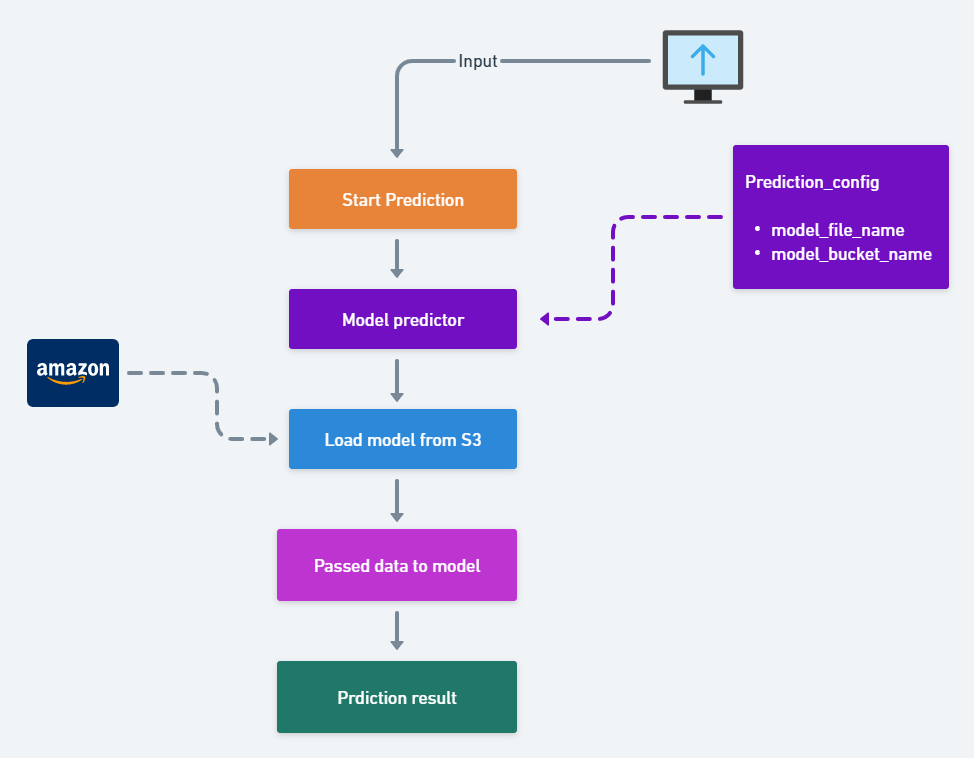 Input
Start Prediction
Prediction_config
• model_file_name
• model_bucket_name
Model predictor
amazon
Load model from S3
Passed data to model
Prdiction result